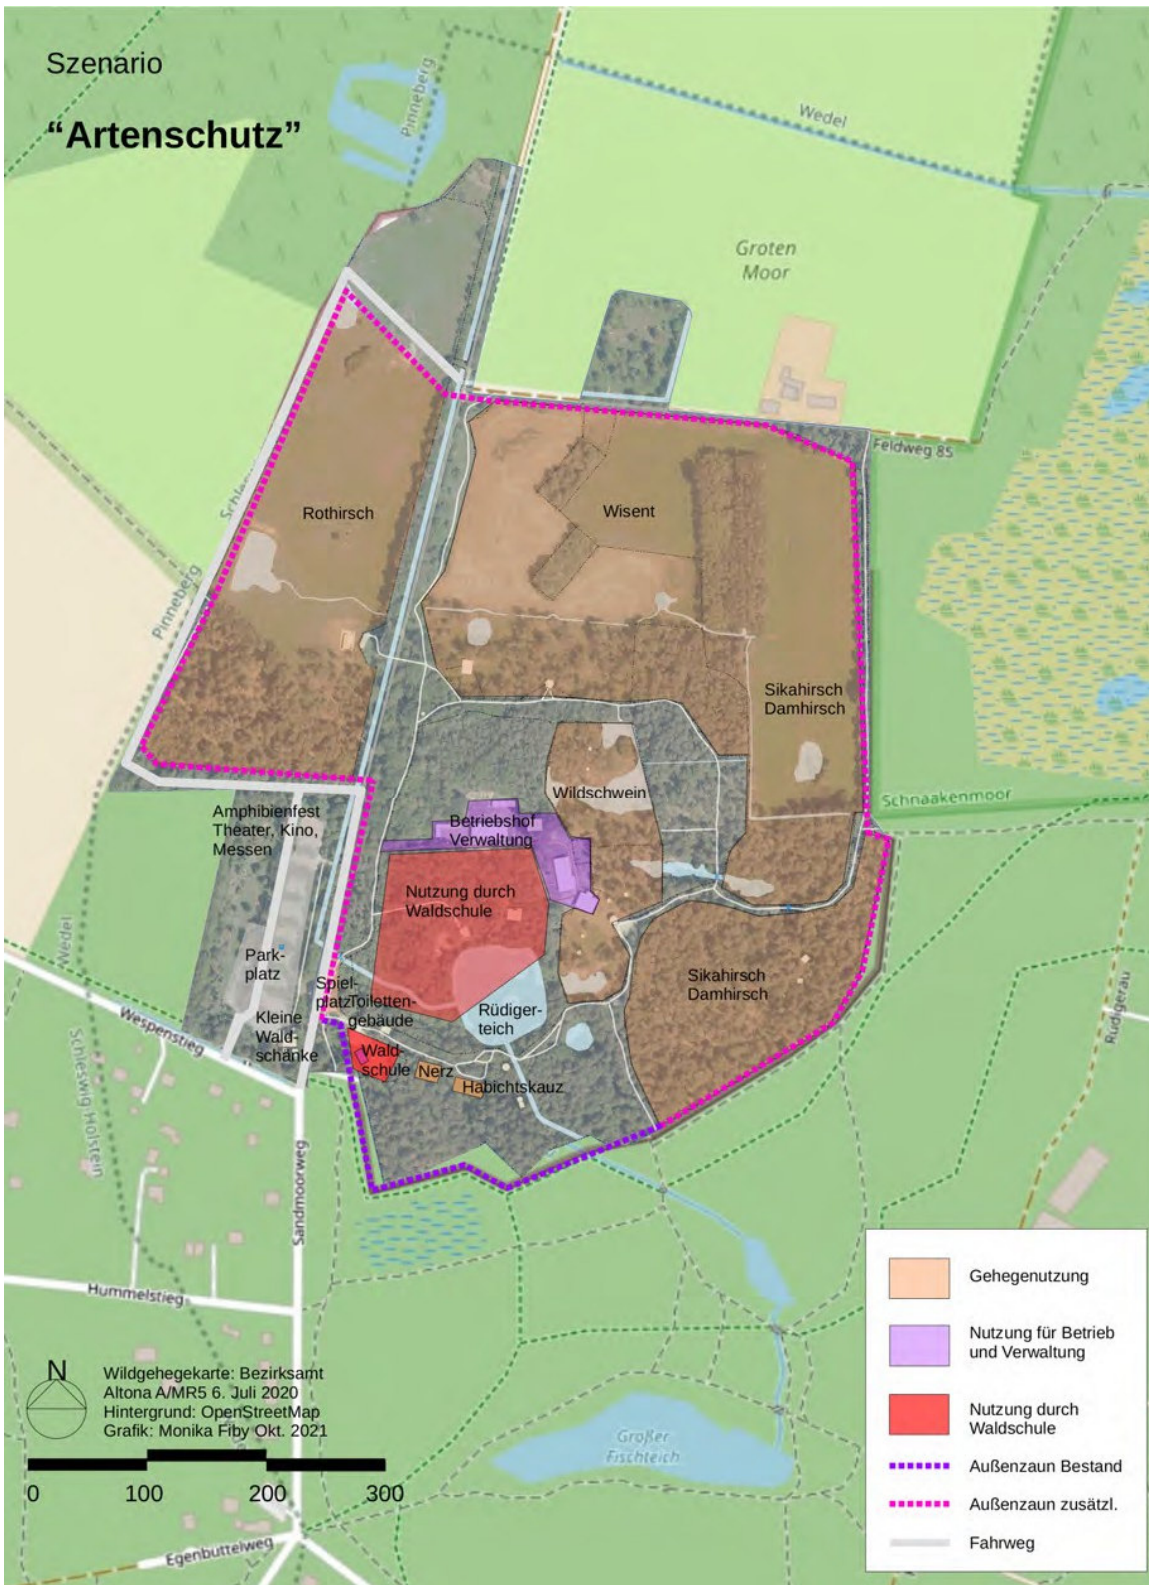 Szenario
“Artenschutz”
Pinneberg
Wedel
Groten
Moor
Feldweg 85
Rothirsch
Wisent
Pinneberg
Sikahirsch
Damhirsch
Schnaakenmoor
Wildschwein
Amphibienfest
Theater, Kino,
Messen
Betriebshof
Verwaltung
Nutzung durch
Waldschule
Wedel
Park-
platz
Spiel-
platz
Toiletten-
gebäude
Rüdiger-
teich
Sikahirsch
Damhirsch
Rüdigerau
Wespenstieg
Kleine
Wald-
schänke
Wald-
schule
Nerz
Habichtskauz
Schleswig-Holstein
Sandmoorweg
Hummelstieg
Großer
Fischteich
Egenbüttelweg
N
Wildgehegekarte: Bezirksamt
Altona A/MR5 6. Juli 2020
Hintergrund: OpenStreetMap
Grafik: Monika Fiby Okt. 2021
0 100 200 300
Gehegenutzung
Nutzung für Betrieb
und Verwaltung
Nutzung durch
Waldschule
Außenzaun Bestand
Außenzaun zusätzl.
Fahrweg